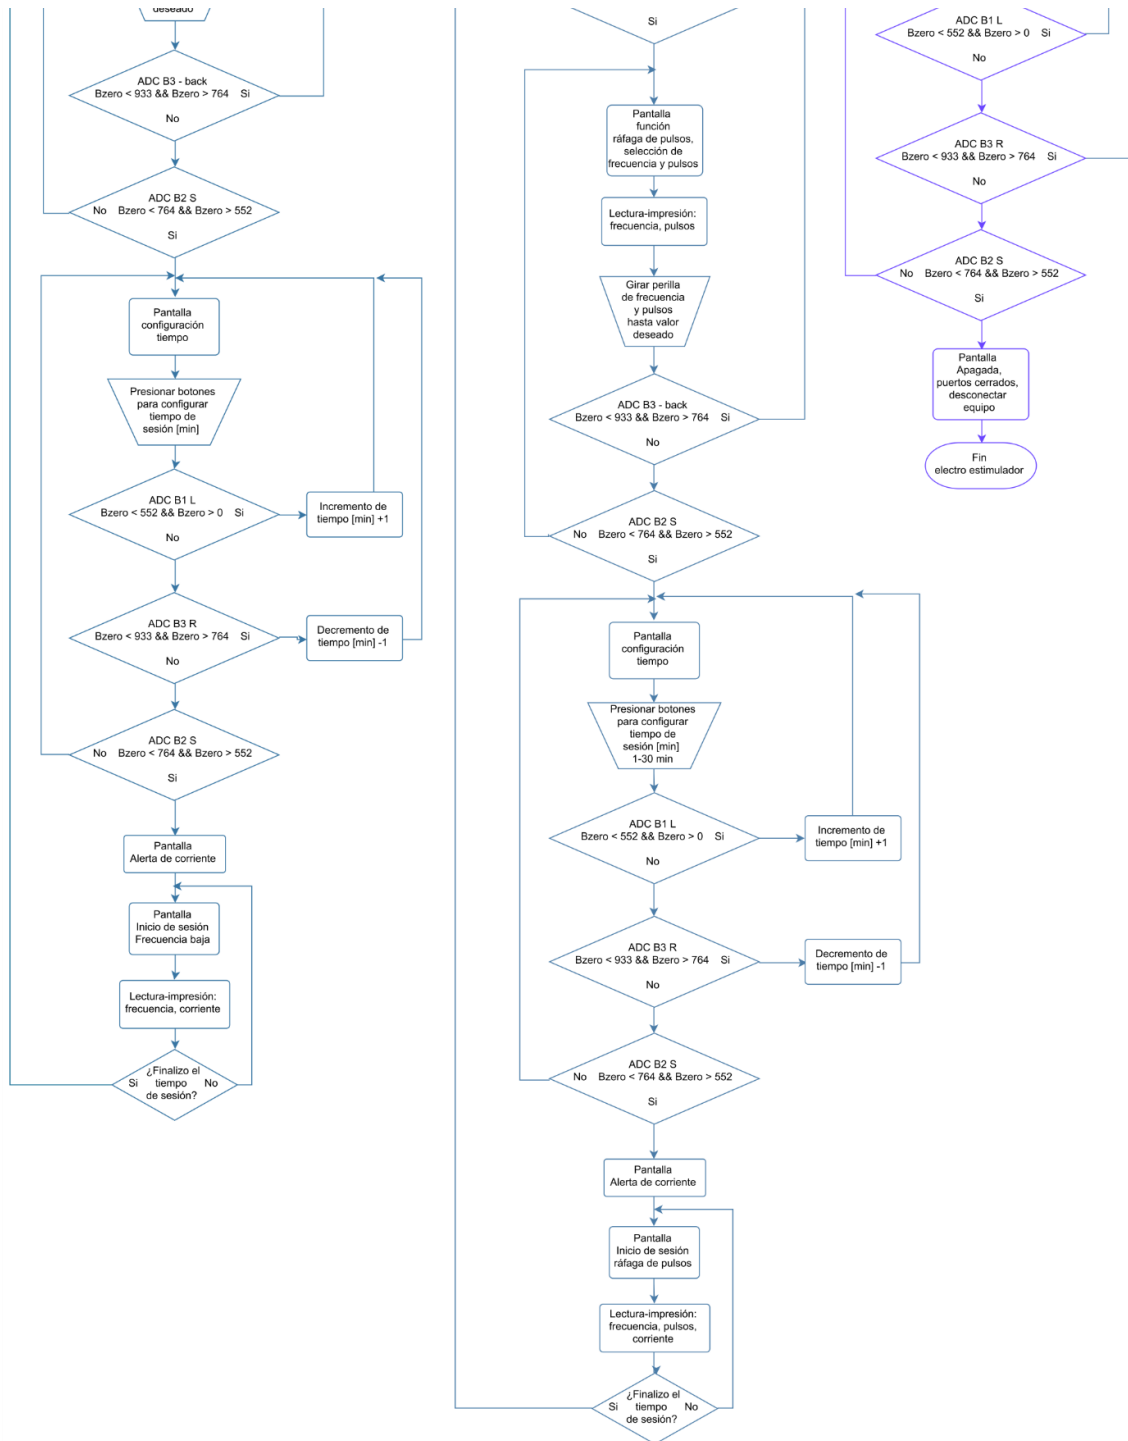 deseado
ADC B3 - back
Bzero < 933 && Bzero > 764 Si
No
ADC B2 S
No Bzero < 764 && Bzero > 552
Si
Pantalla
configuración
tiempo
Presionar botones
para configurar
tiempo de
sesión [min]
ADC B1 L
Bzero < 552 && Bzero > 0 Si
No
Incremento de
tiempo [min] +1
ADC B3 R
Bzero < 933 && Bzero > 764 Si
No
Decremento de
tiempo [min] -1
ADC B2 S
No Bzero < 764 && Bzero > 552
Si
Pantalla
Alerta de corriente
Pantalla
Inicio de sesión
Frecuencia baja
Lectura-impresión:
frecuencia, corriente
¿Finalizo el
Si tiempo No
de sesión?
Si
Pantalla
función
ráfaga de pulsos,
selección de
frecuencia y pulsos
Lectura-impresión:
frecuencia, pulsos
Girar perilla
de frecuencia
y pulsos
hasta valor
deseado
ADC B3 - back
Bzero < 933 && Bzero > 764 Si
No
ADC B2 S
No Bzero < 764 && Bzero > 552
Si
Pantalla
configuración
tiempo
Presionar botones
para configurar
tiempo de
sesión [min]
1-30 min
ADC B1 L
Bzero < 552 && Bzero > 0 Si
No
Incremento de
tiempo [min] +1
ADC B3 R
Bzero < 933 && Bzero > 764 Si
No
Decremento de
tiempo [min] -1
ADC B2 S
No Bzero < 764 && Bzero > 552
Si
Pantalla
Alerta de corriente
Pantalla
Inicio de sesión
ráfaga de pulsos
Lectura-impresión:
frecuencia, pulsos,
corriente
¿Finalizo el
Si tiempo No
de sesión?
ADC B1 L
Bzero < 552 && Bzero > 0 Si
No
ADC B3 R
Bzero < 933 && Bzero > 764 Si
No
ADC B2 S
No Bzero < 764 && Bzero > 552
Si
Pantalla
Apagada,
puertos cerrados,
desconectar
equipo
Fin
electro estimulador